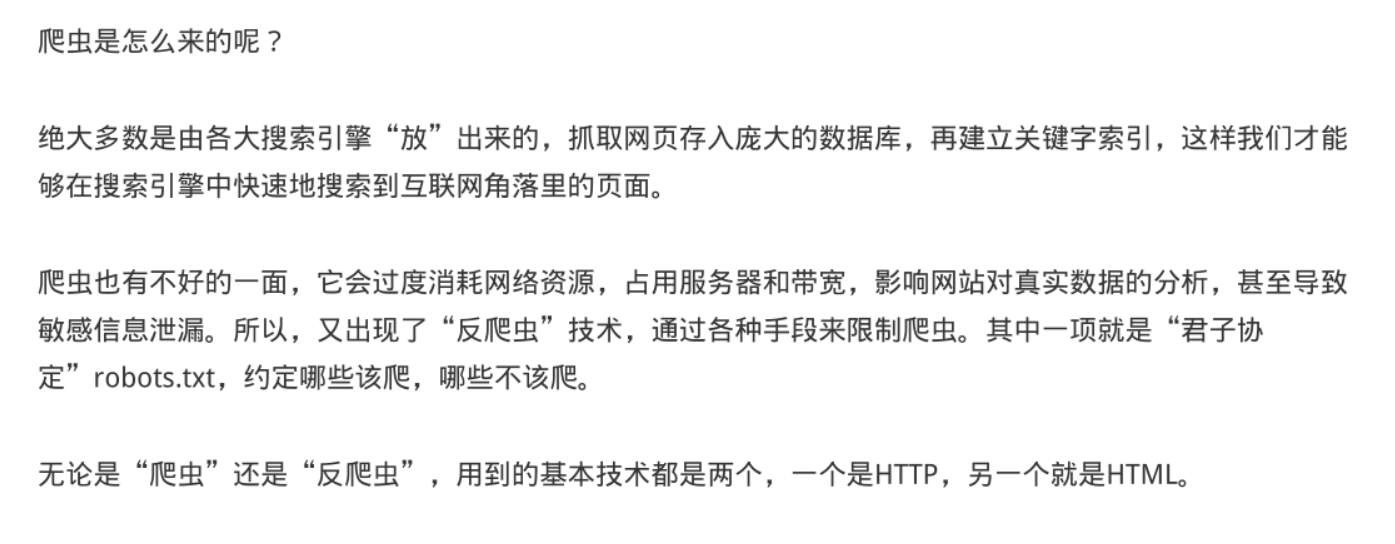 爬虫是怎么来的呢？
绝大多数是由各大搜索引擎“放”出来的，抓取网页存入庞大的数据库，再建立关键字索引，这样我们才能
够在搜索引擎中快速地搜索到互联网角落里的页面。
爬虫也有不好的一面，它会过度消耗网络资源，占用服务器和带宽，影响网站对真实数据的分析，甚至导致
敏感信息泄漏。所以，又出现了“反爬虫”技术，通过各种手段来限制爬虫。其中一项就是“君子协
定”robots.txt，约定哪些该爬，哪些不该爬。
无论是“爬虫”还是“反爬虫”，用到的基本技术都是两个，一个是HTTP，另一个就是HTML。